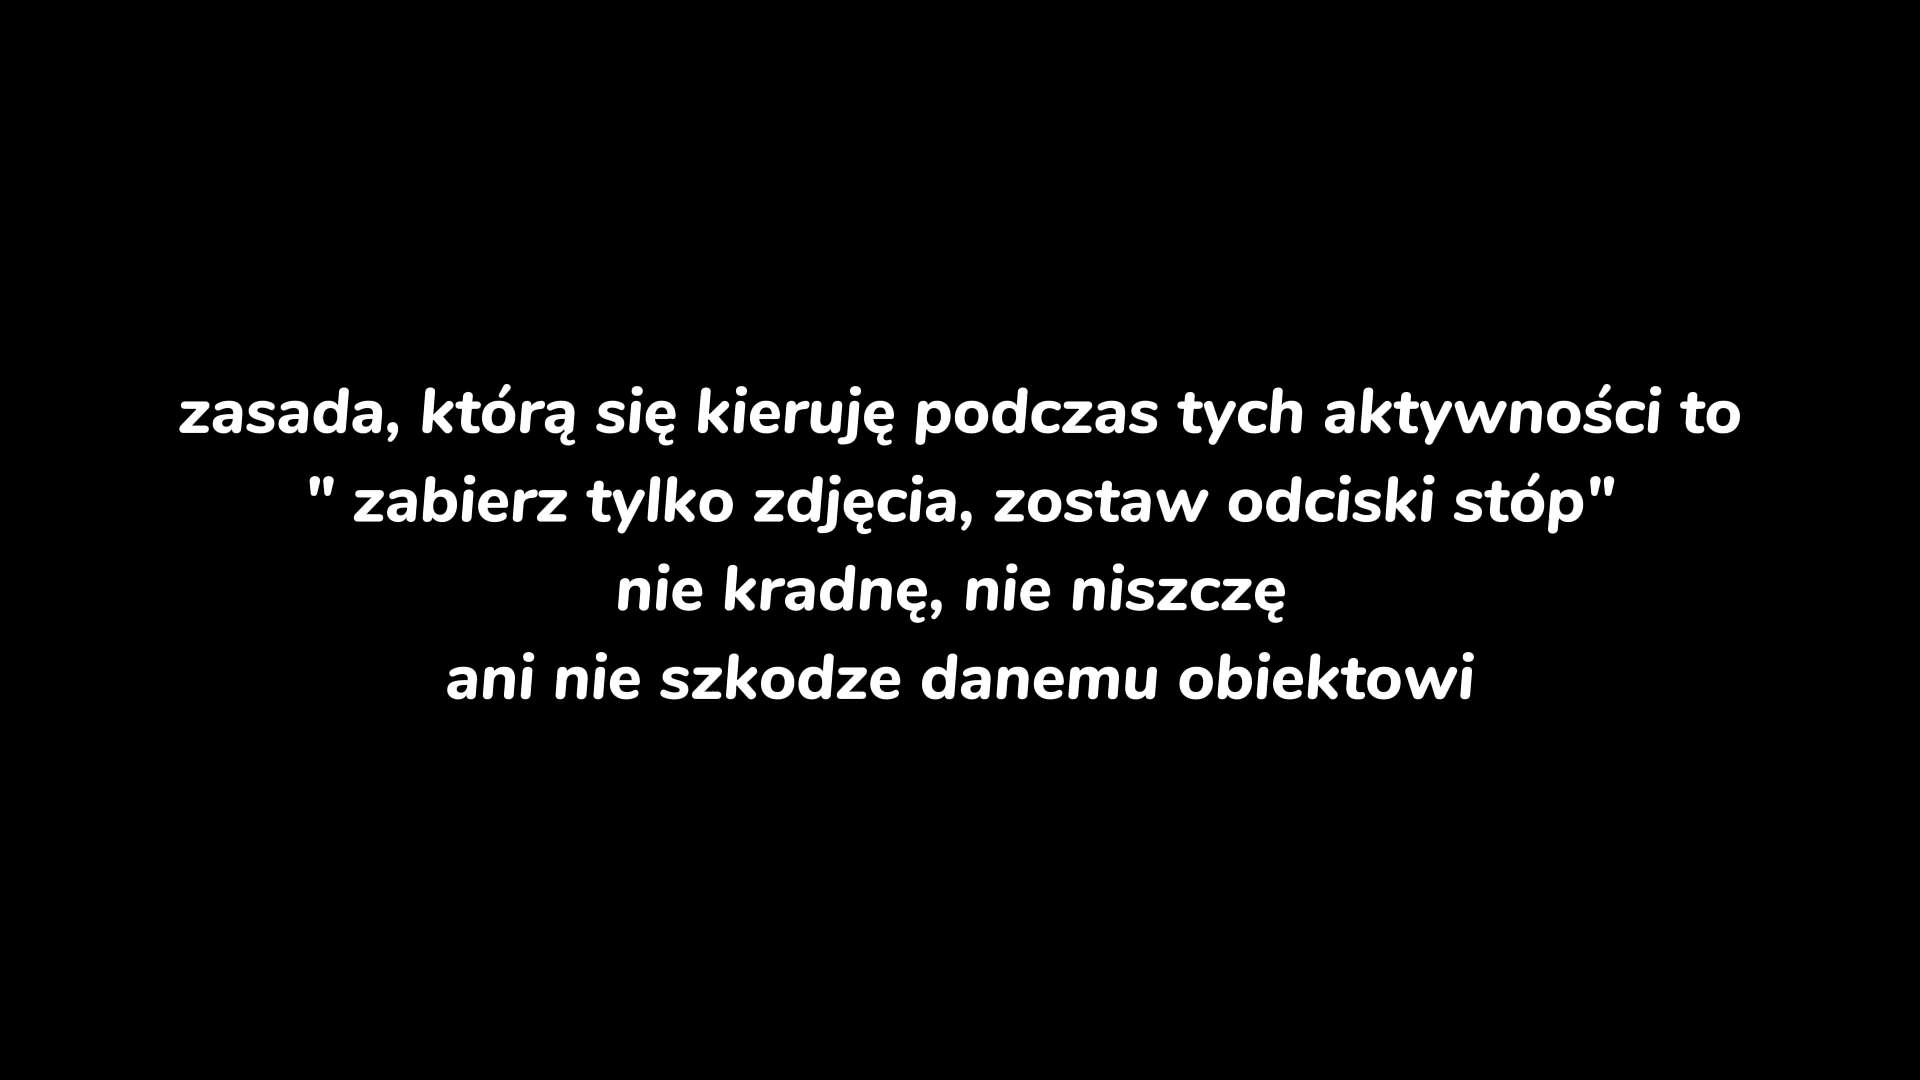 zasada, którą się kieruję podczas tych aktywności to
" zabierz tylko zdjęcia, zostaw odciski stóp"
nie kradnę, nie niszczę
ani nie szkodze danemu obiektowi